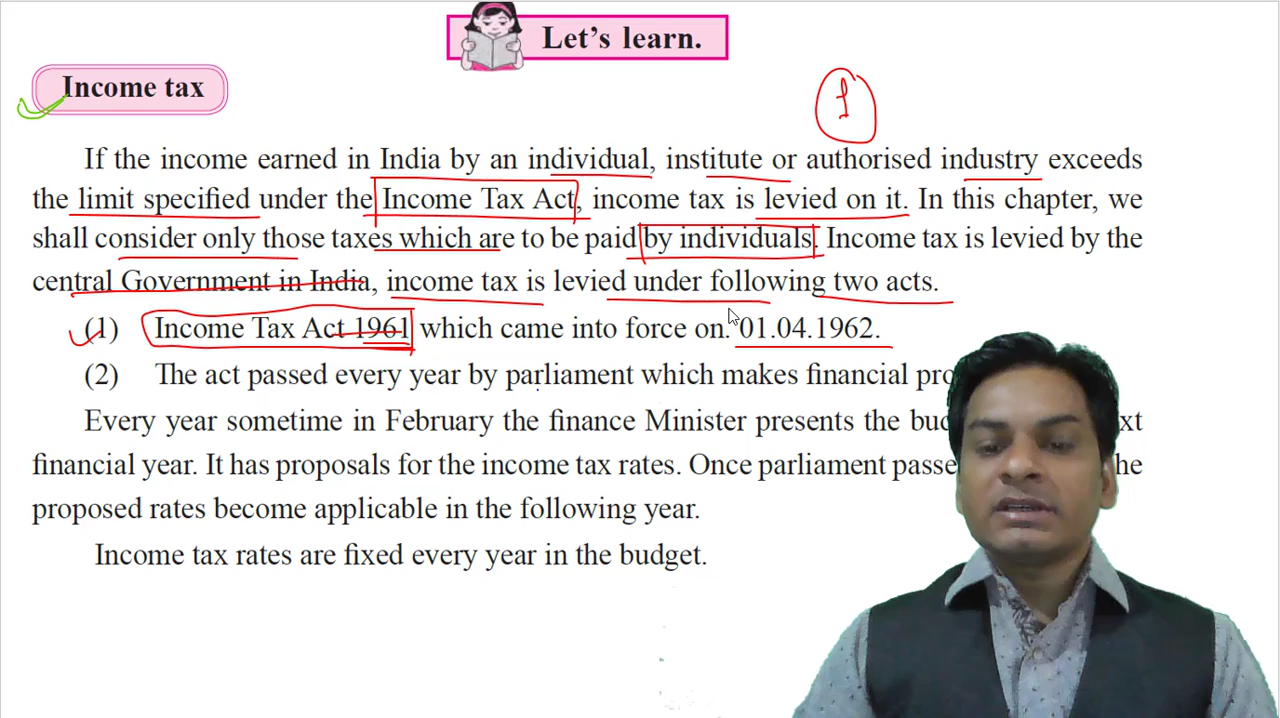 Let's learn.
Income tax
If the income earned in India by an individual, institute or authorised industry exceeds
the limit specified under the Income Tax Act, income tax is levied on it. In this chapter, we
shall consider only those taxes which are to be paid by individuals. Income tax is levied by the
central Government in India, income tax is levied under following two acts.
(1) Income Tax Act 1961 which came into force on. 01.04.1962.
(2) The act passed every year by parliament which makes financial pro
Every year sometime in February the finance Minister presents the bud xt
financial year. It has proposals for the income tax rates. Once parliament passe he
proposed rates become applicable in the following year.
Income tax rates are fixed every year in the budget.